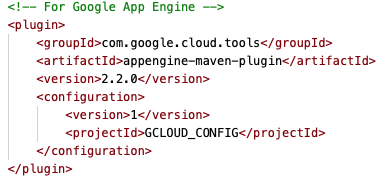 <!-- For Google App Engine -->
<plugin>
    <groupId>com.google.cloud.tools</groupId>
    <artifactId>appengine-maven-plugin</artifactId>
    <version>2.2.0</version>
    <configuration>
        <version>1</version>
        <projectId>GCLOUD_CONFIG</projectId>
    </configuration>
</plugin>